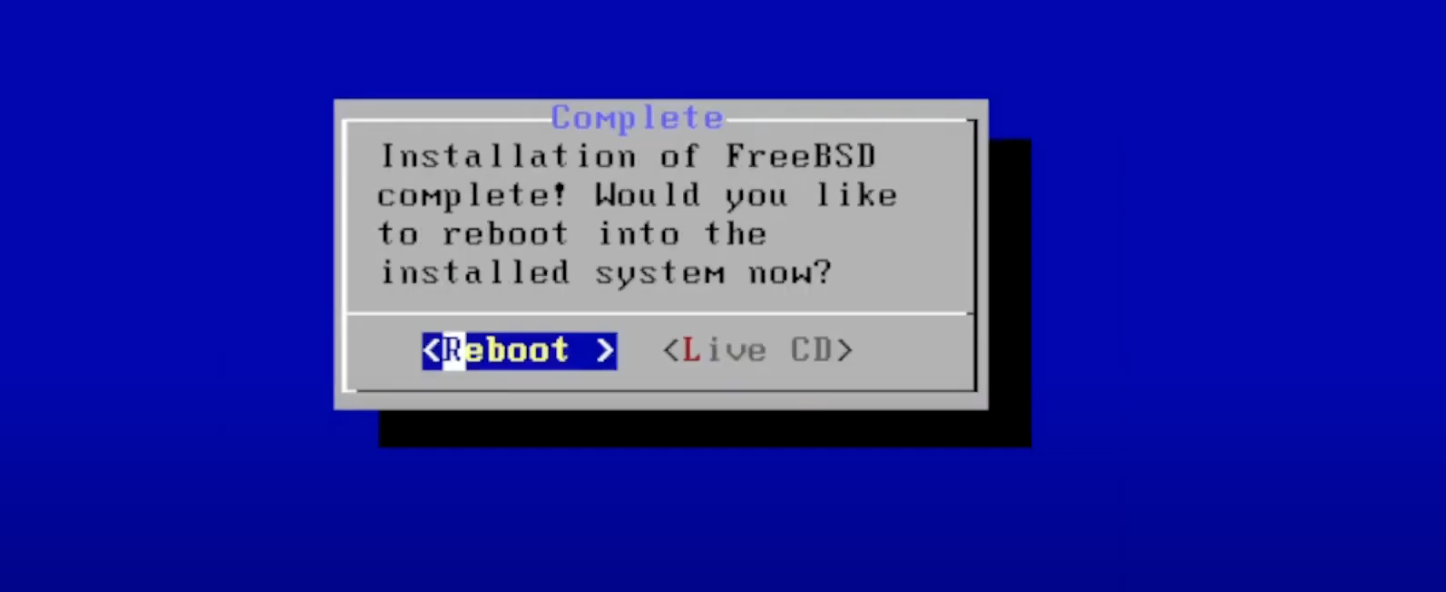 Complete
Installation of FreeBSD
complete! Would you like
to reboot into the
installed system now?
<Reboot > <Live CD>